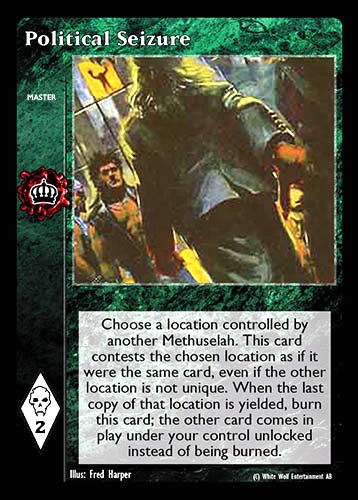 Political Seizure
MASTER
Choose a location controlled by
another Methuselah. This card
contests the chosen location as if it
were the same card, even if the other
location is not unique. When the last
copy of that location is yielded, burn
this card; the other card comes in
play under your control unlocked
instead of being burned.
2
Illus: Fred Harper
(C) White Wolf Entertainment AB